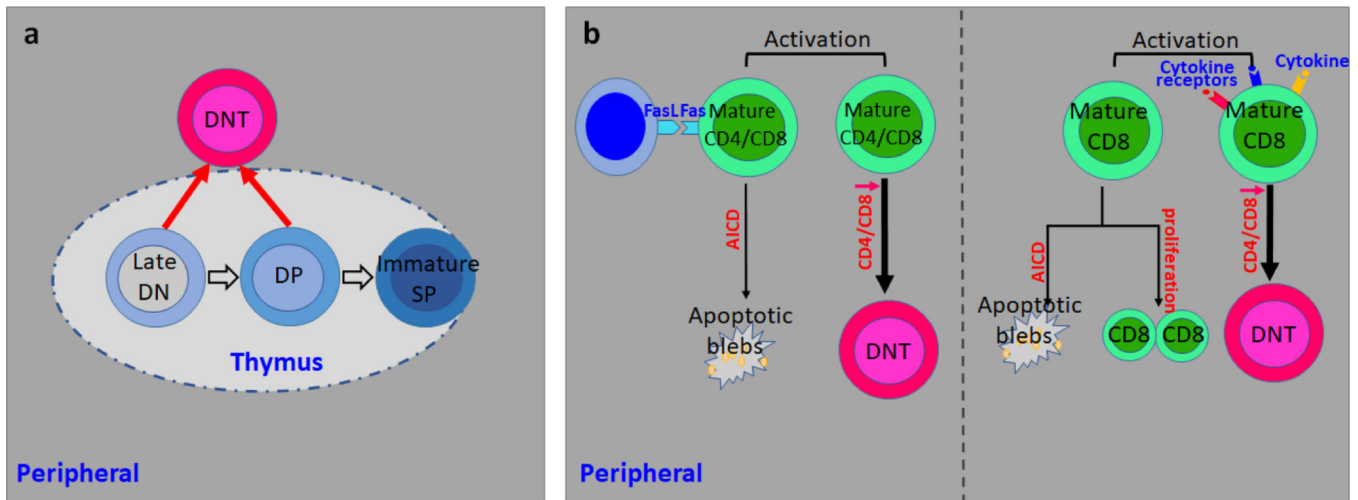 a
DNT
Late
DN
DP
Immature
SP
Thymus
Peripheral
b
Activation
FasL Fas
Mature
CD4/CD8
Mature
CD4/CD8
AICD
CD4/CD8
Apoptotic
blebs
DNT
Peripheral
Activation
Cytokine
receptors
Cytokine
Mature
CD8
Mature
CD8
AICD
proliferation
CD4/CD8
Apoptotic
blebs
CD8
CD8
DNT